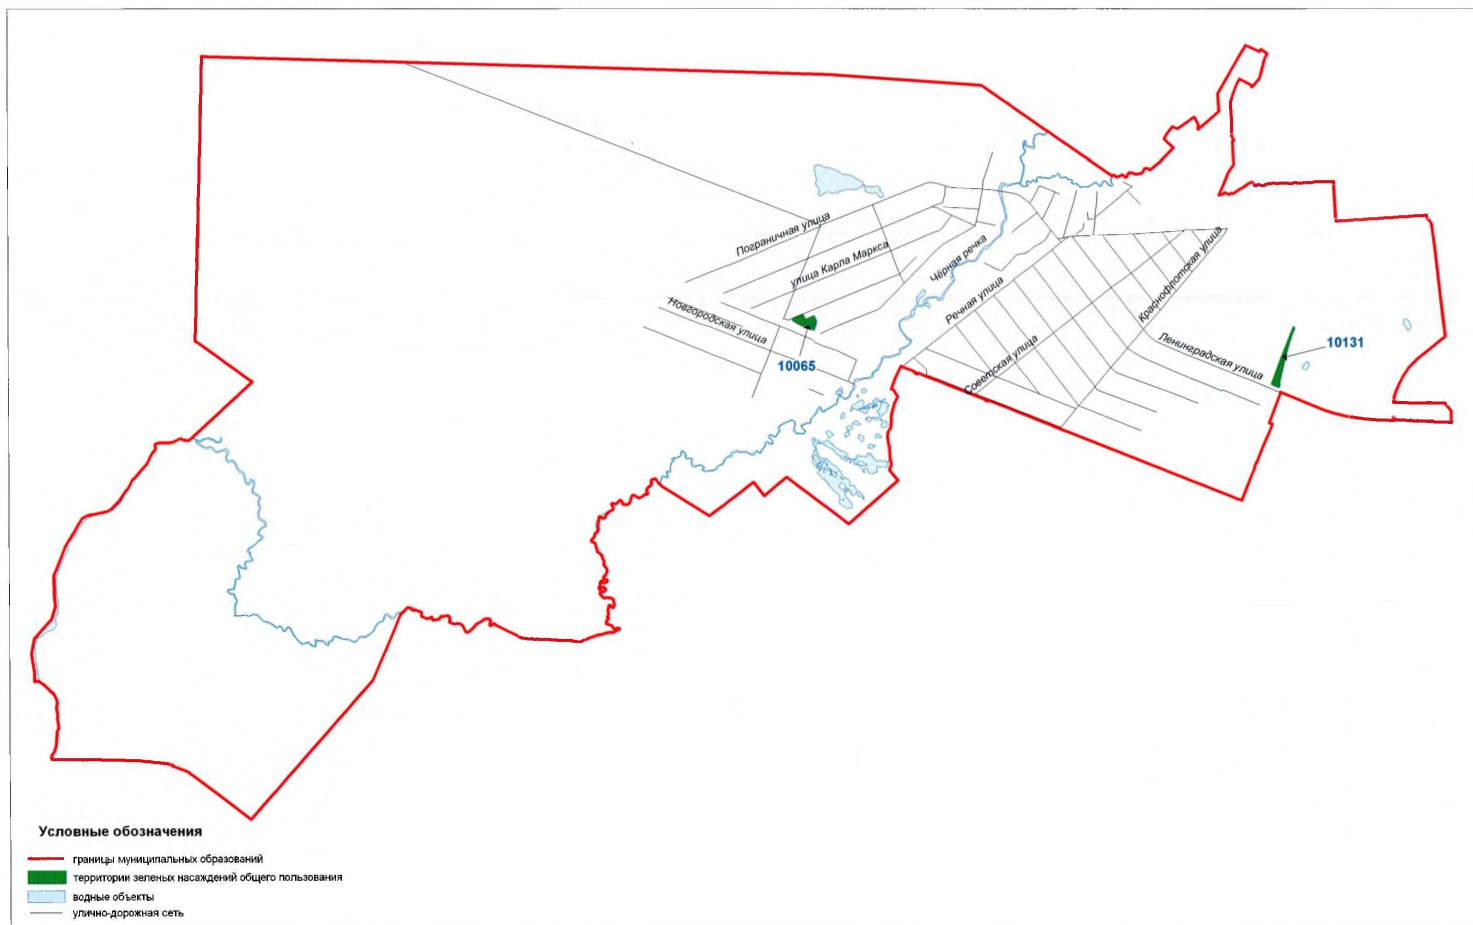 Пограничная улица
улица Карла Маркса
Чёрная речка
Новгородская улица
Речная улица
Краснофлотская улица
Советская улица
Ленинградская улица
10065
10131
Условные обозначения
границы муниципальных образований
территории зеленых насаждений общего пользования
водные объекты
улично-дорожная сеть